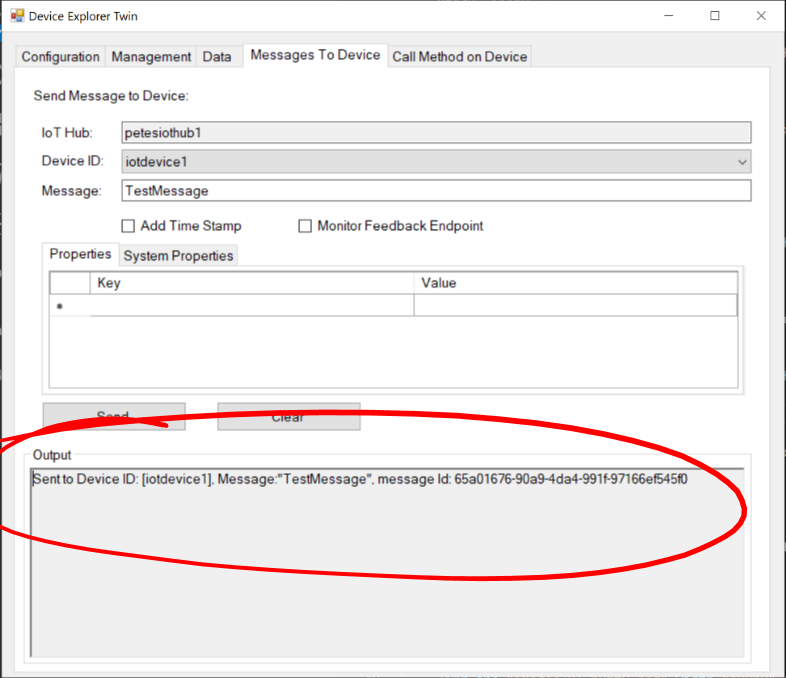 Device Explorer Twin
Configuration Management Data Messages To Device Call Method on Device
Send Message to Device:
IoT Hub: petesiothub1
Device ID: iotdevice1
Message: TestMessage
Add Time Stamp Monitor Feedback Endpoint
Properties System Properties
Key Value
Send Clear
Output
Sent to Device ID: [iotdevice1], Message:"TestMessage", message Id: 65a01676-90a9-4da4-991f-97166ef545f0